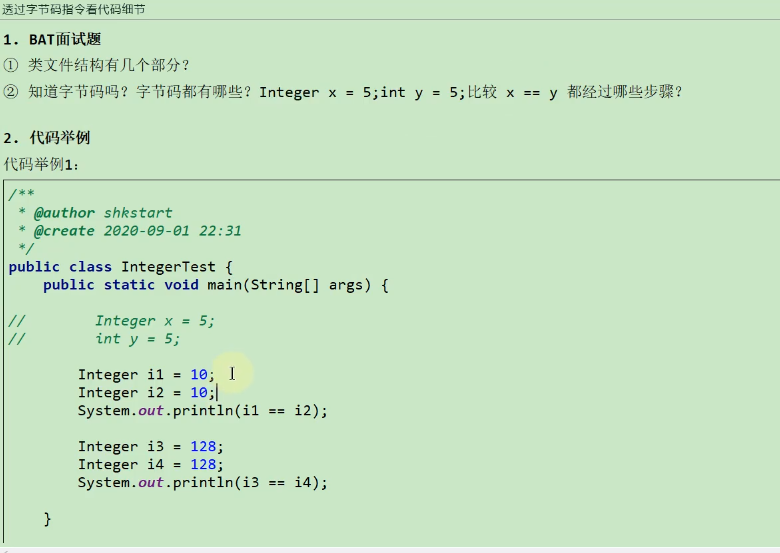 透过字节码指令看代码细节
1. BAT面试题
① 类文件结构有几个部分？
② 知道字节码吗？字节码都有哪些？Integer x = 5;int y = 5;比较 x == y 都经过哪些步骤？
2. 代码举例
代码举例1：
/**
 * @author shkstart
 * @create 2020-09-01 22:31
 */
public class IntegerTest {
    public static void main(String[] args) {
//        Integer x = 5;
//        int y = 5;
        Integer i1 = 10;
        Integer i2 = 10;
        System.out.println(i1 == i2);
        Integer i3 = 128;
        Integer i4 = 128;
        System.out.println(i3 == i4);
    }